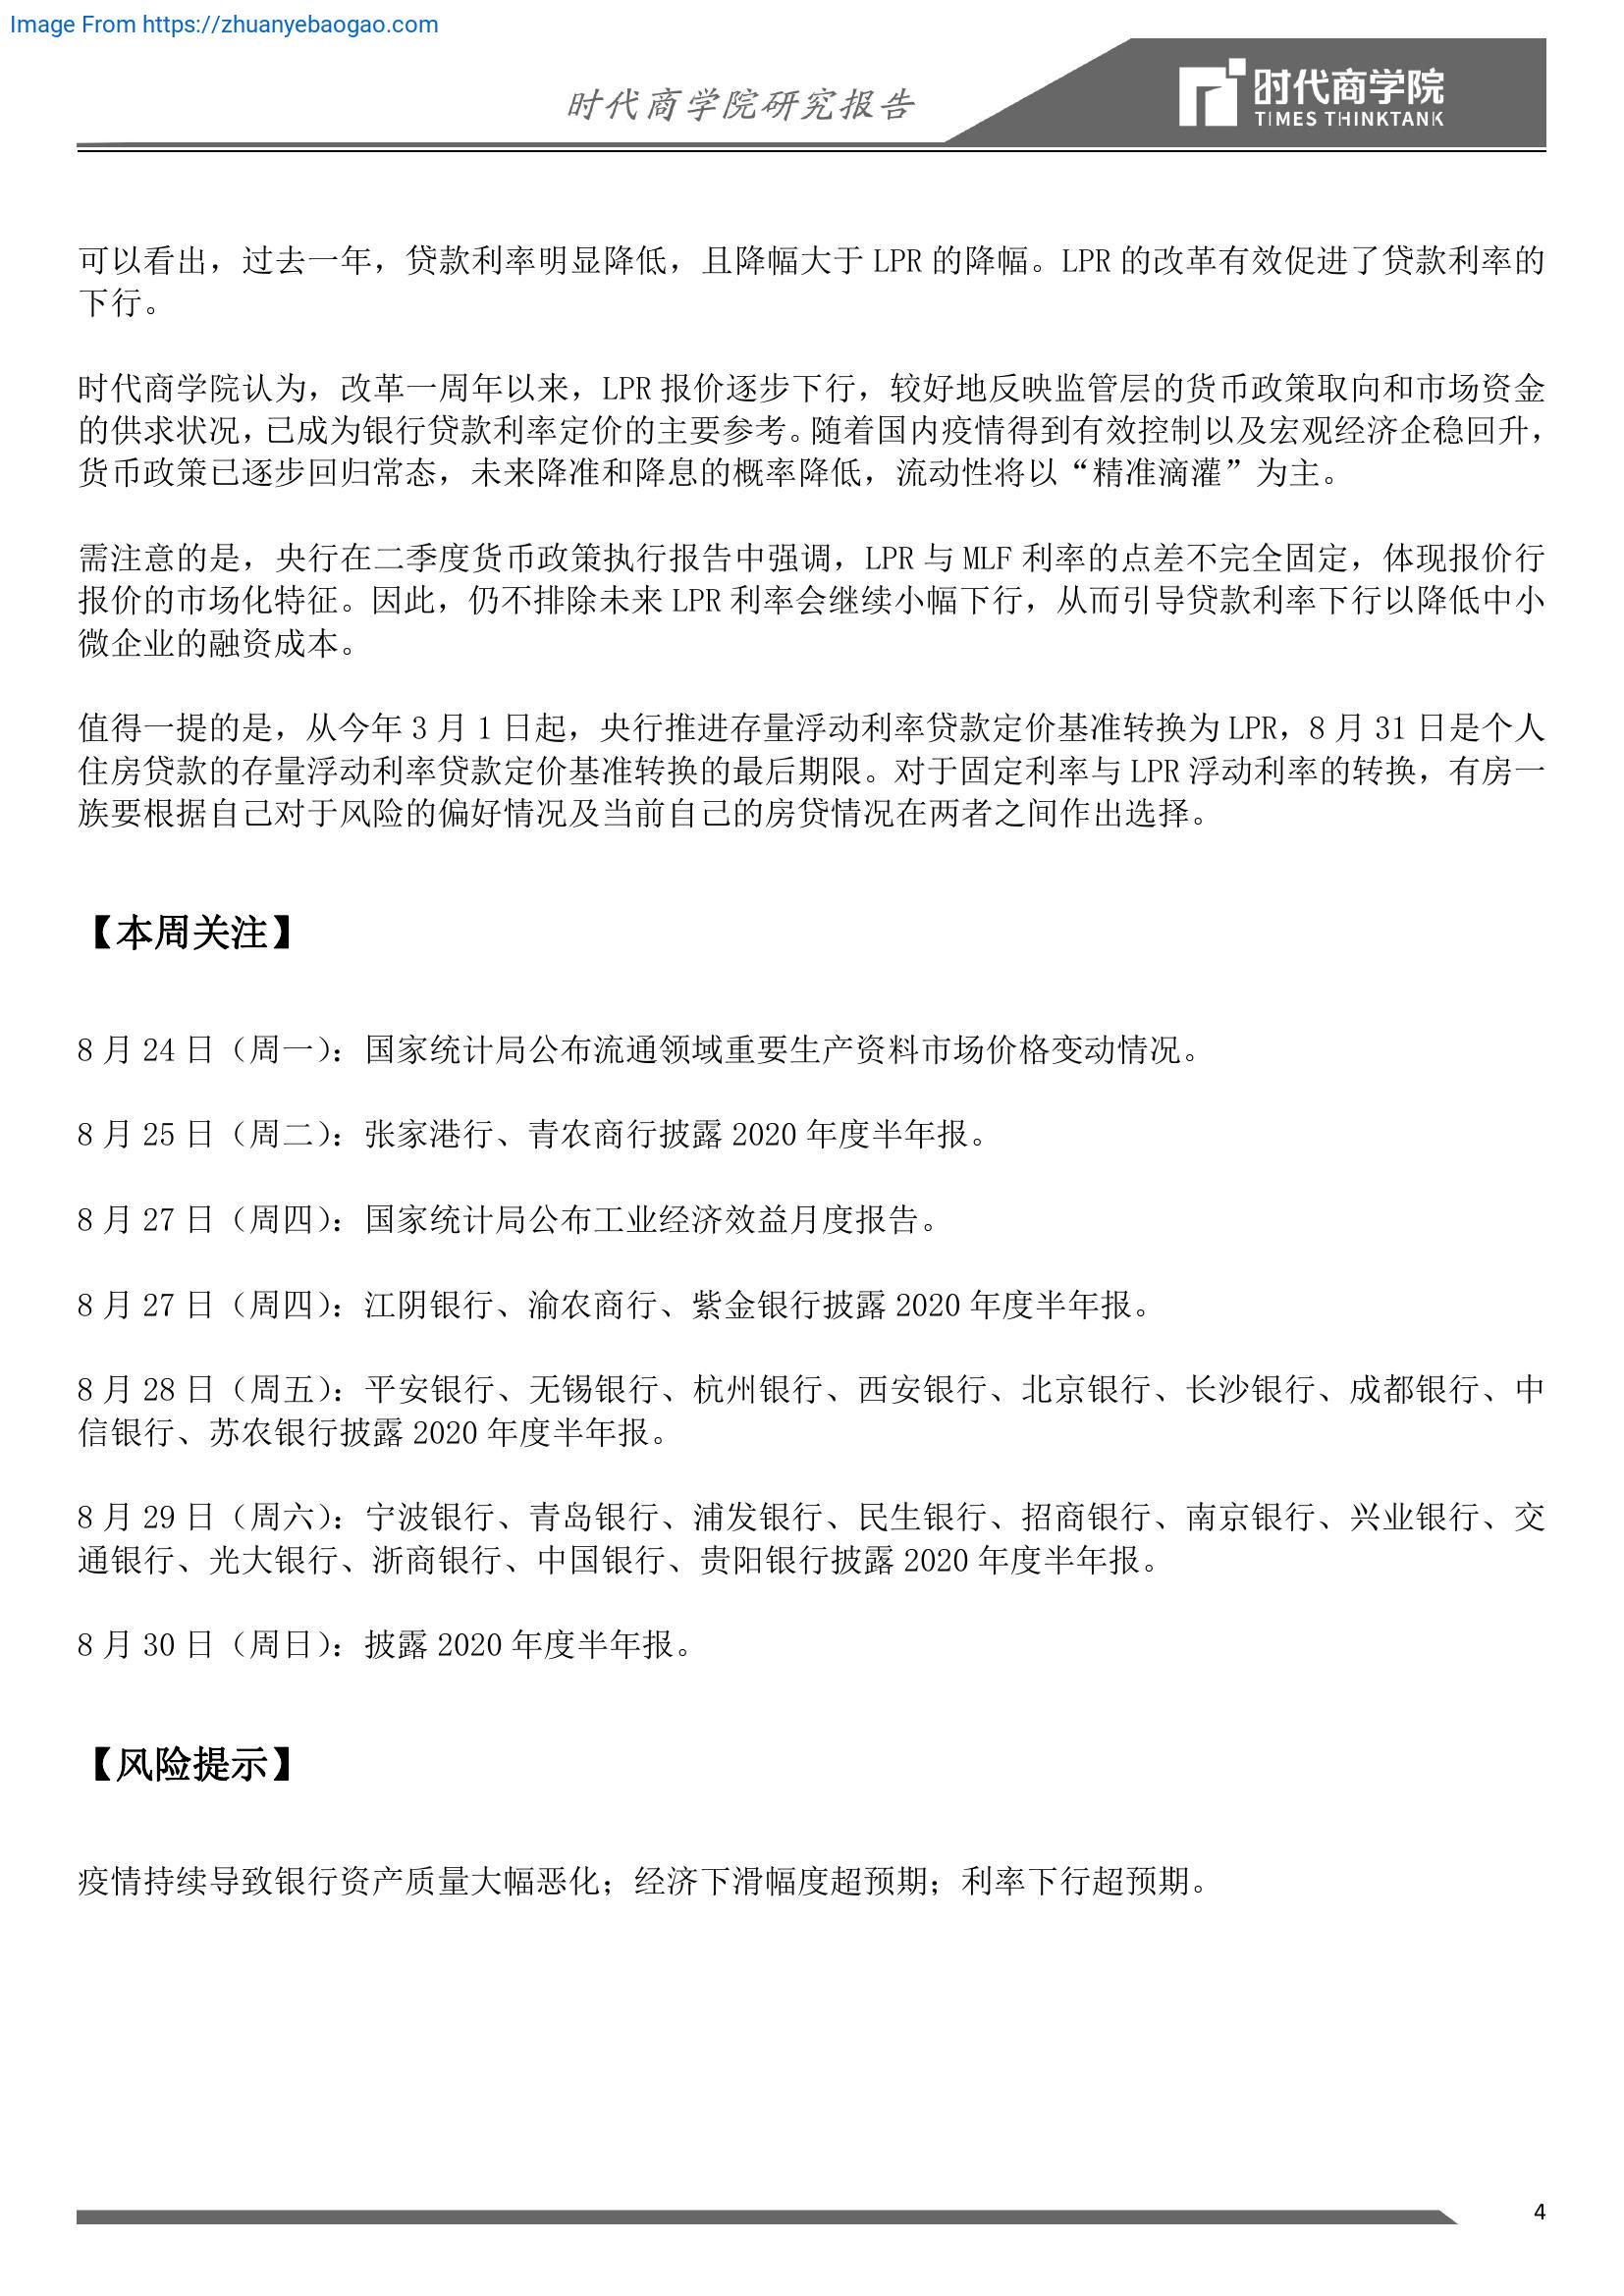 Image From https://zhuanyebaogao.com
时代商学院研究报告
时代商学院
TIMES THINKTANK
可以看出，过去一年，贷款利率明显降低，且降幅大于 LPR 的降幅。LPR 的改革有效促进了贷款利率的
下行。
时代商学院认为，改革一周年以来，LPR 报价逐步下行，较好地反映监管层的货币政策取向和市场资金
的供求状况，已成为银行贷款利率定价的主要参考。随着国内疫情得到有效控制以及宏观经济企稳回升，
货币政策已逐步回归常态，未来降准和降息的概率降低，流动性将以“精准滴灌”为主。
需注意的是，央行在二季度货币政策执行报告中强调，LPR 与 MLF 利率的点差不完全固定，体现报价行
报价的市场化特征。因此，仍不排除未来 LPR 利率会继续小幅下行，从而引导贷款利率下行以降低中小
微企业的融资成本。
值得一提的是，从今年 3 月 1 日起，央行推进存量浮动利率贷款定价基准转换为 LPR，8 月 31 日是个人
住房贷款的存量浮动利率贷款定价基准转换的最后期限。对于固定利率与 LPR 浮动利率的转换，有房一
族要根据自己对于风险的偏好情况及当前自己的房贷情况在两者之间作出选择。
【本周关注】
8 月 24 日（周一）：国家统计局公布流通领域重要生产资料市场价格变动情况。
8 月 25 日（周二）：张家港行、青农商行披露 2020 年度半年报。
8 月 27 日（周四）：国家统计局公布工业经济效益月度报告。
8 月 27 日（周四）：江阴银行、渝农商行、紫金银行披露 2020 年度半年报。
8 月 28 日（周五）：平安银行、无锡银行、杭州银行、西安银行、北京银行、长沙银行、成都银行、中
信银行、苏农银行披露 2020 年度半年报。
8 月 29 日（周六）：宁波银行、青岛银行、浦发银行、民生银行、招商银行、南京银行、兴业银行、交
通银行、光大银行、浙商银行、中国银行、贵阳银行披露 2020 年度半年报。
8 月 30 日（周日）：披露 2020 年度半年报。
【风险提示】
疫情持续导致银行资产质量大幅恶化；经济下滑幅度超预期；利率下行超预期。
4